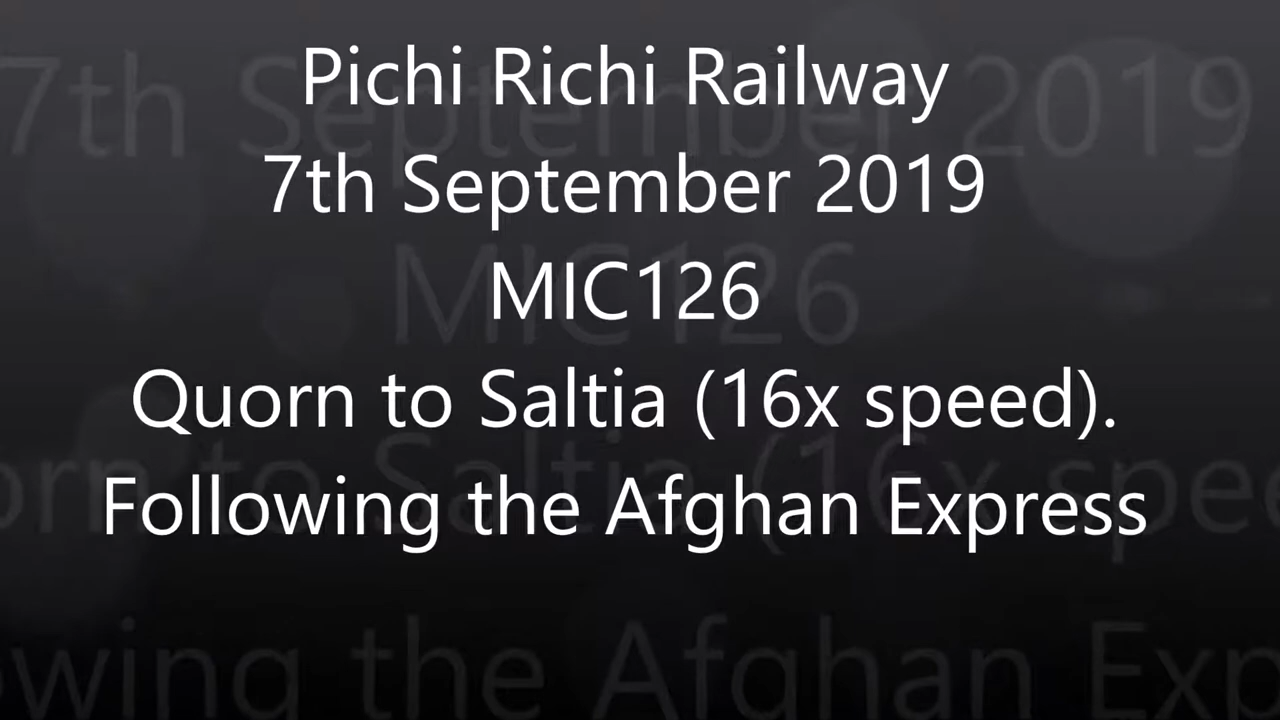 Pichi Richi Railway
7th September 2019
MIC126
Quorn to Saltia (16x speed).
Following the Afghan Express